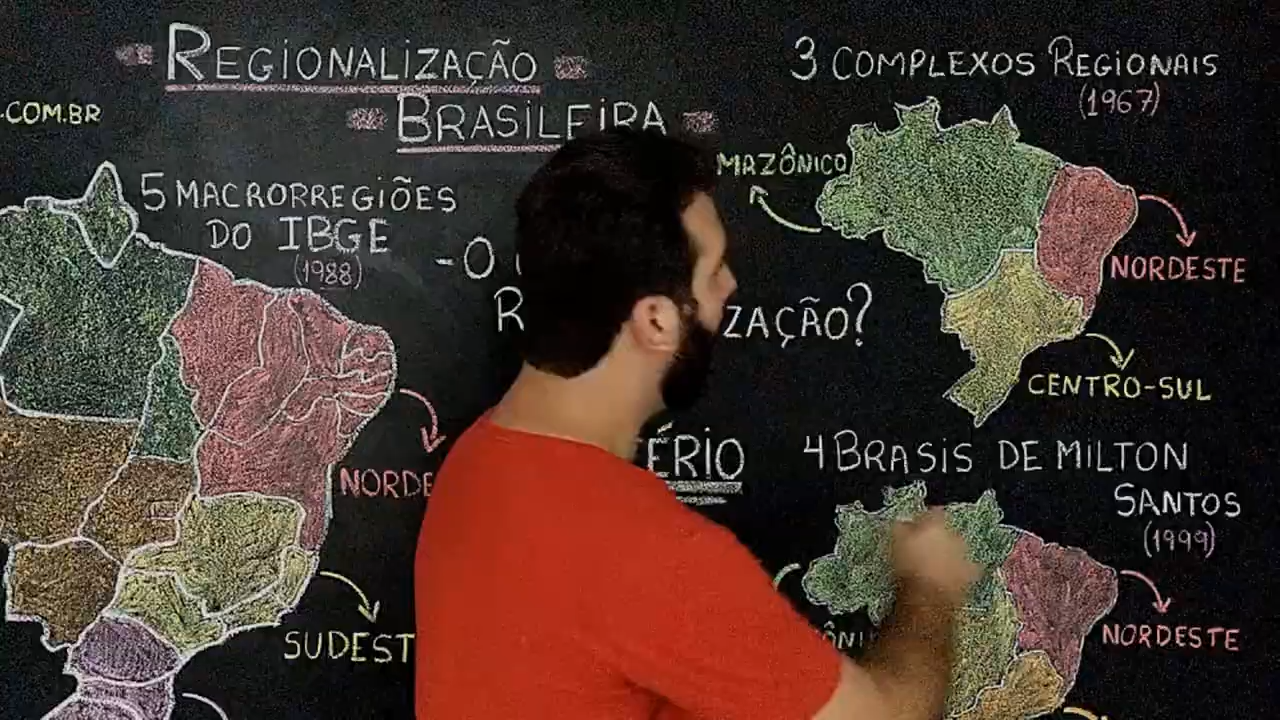 REGIONALIZAÇÃO
BRASILEIRA
.COM.BR
5 MACRORREGIÕES
DO IBGE
(1988)
NORDE
SUDEST
-O
R ZAÇÃO?
ÉRIO
3 COMPLEXOS REGIONAIS
(1967)
MAZÔNICO
NORDESTE
CENTRO-SUL
4 BRASIS DE MILTON
SANTOS
(1999)
NORDESTE